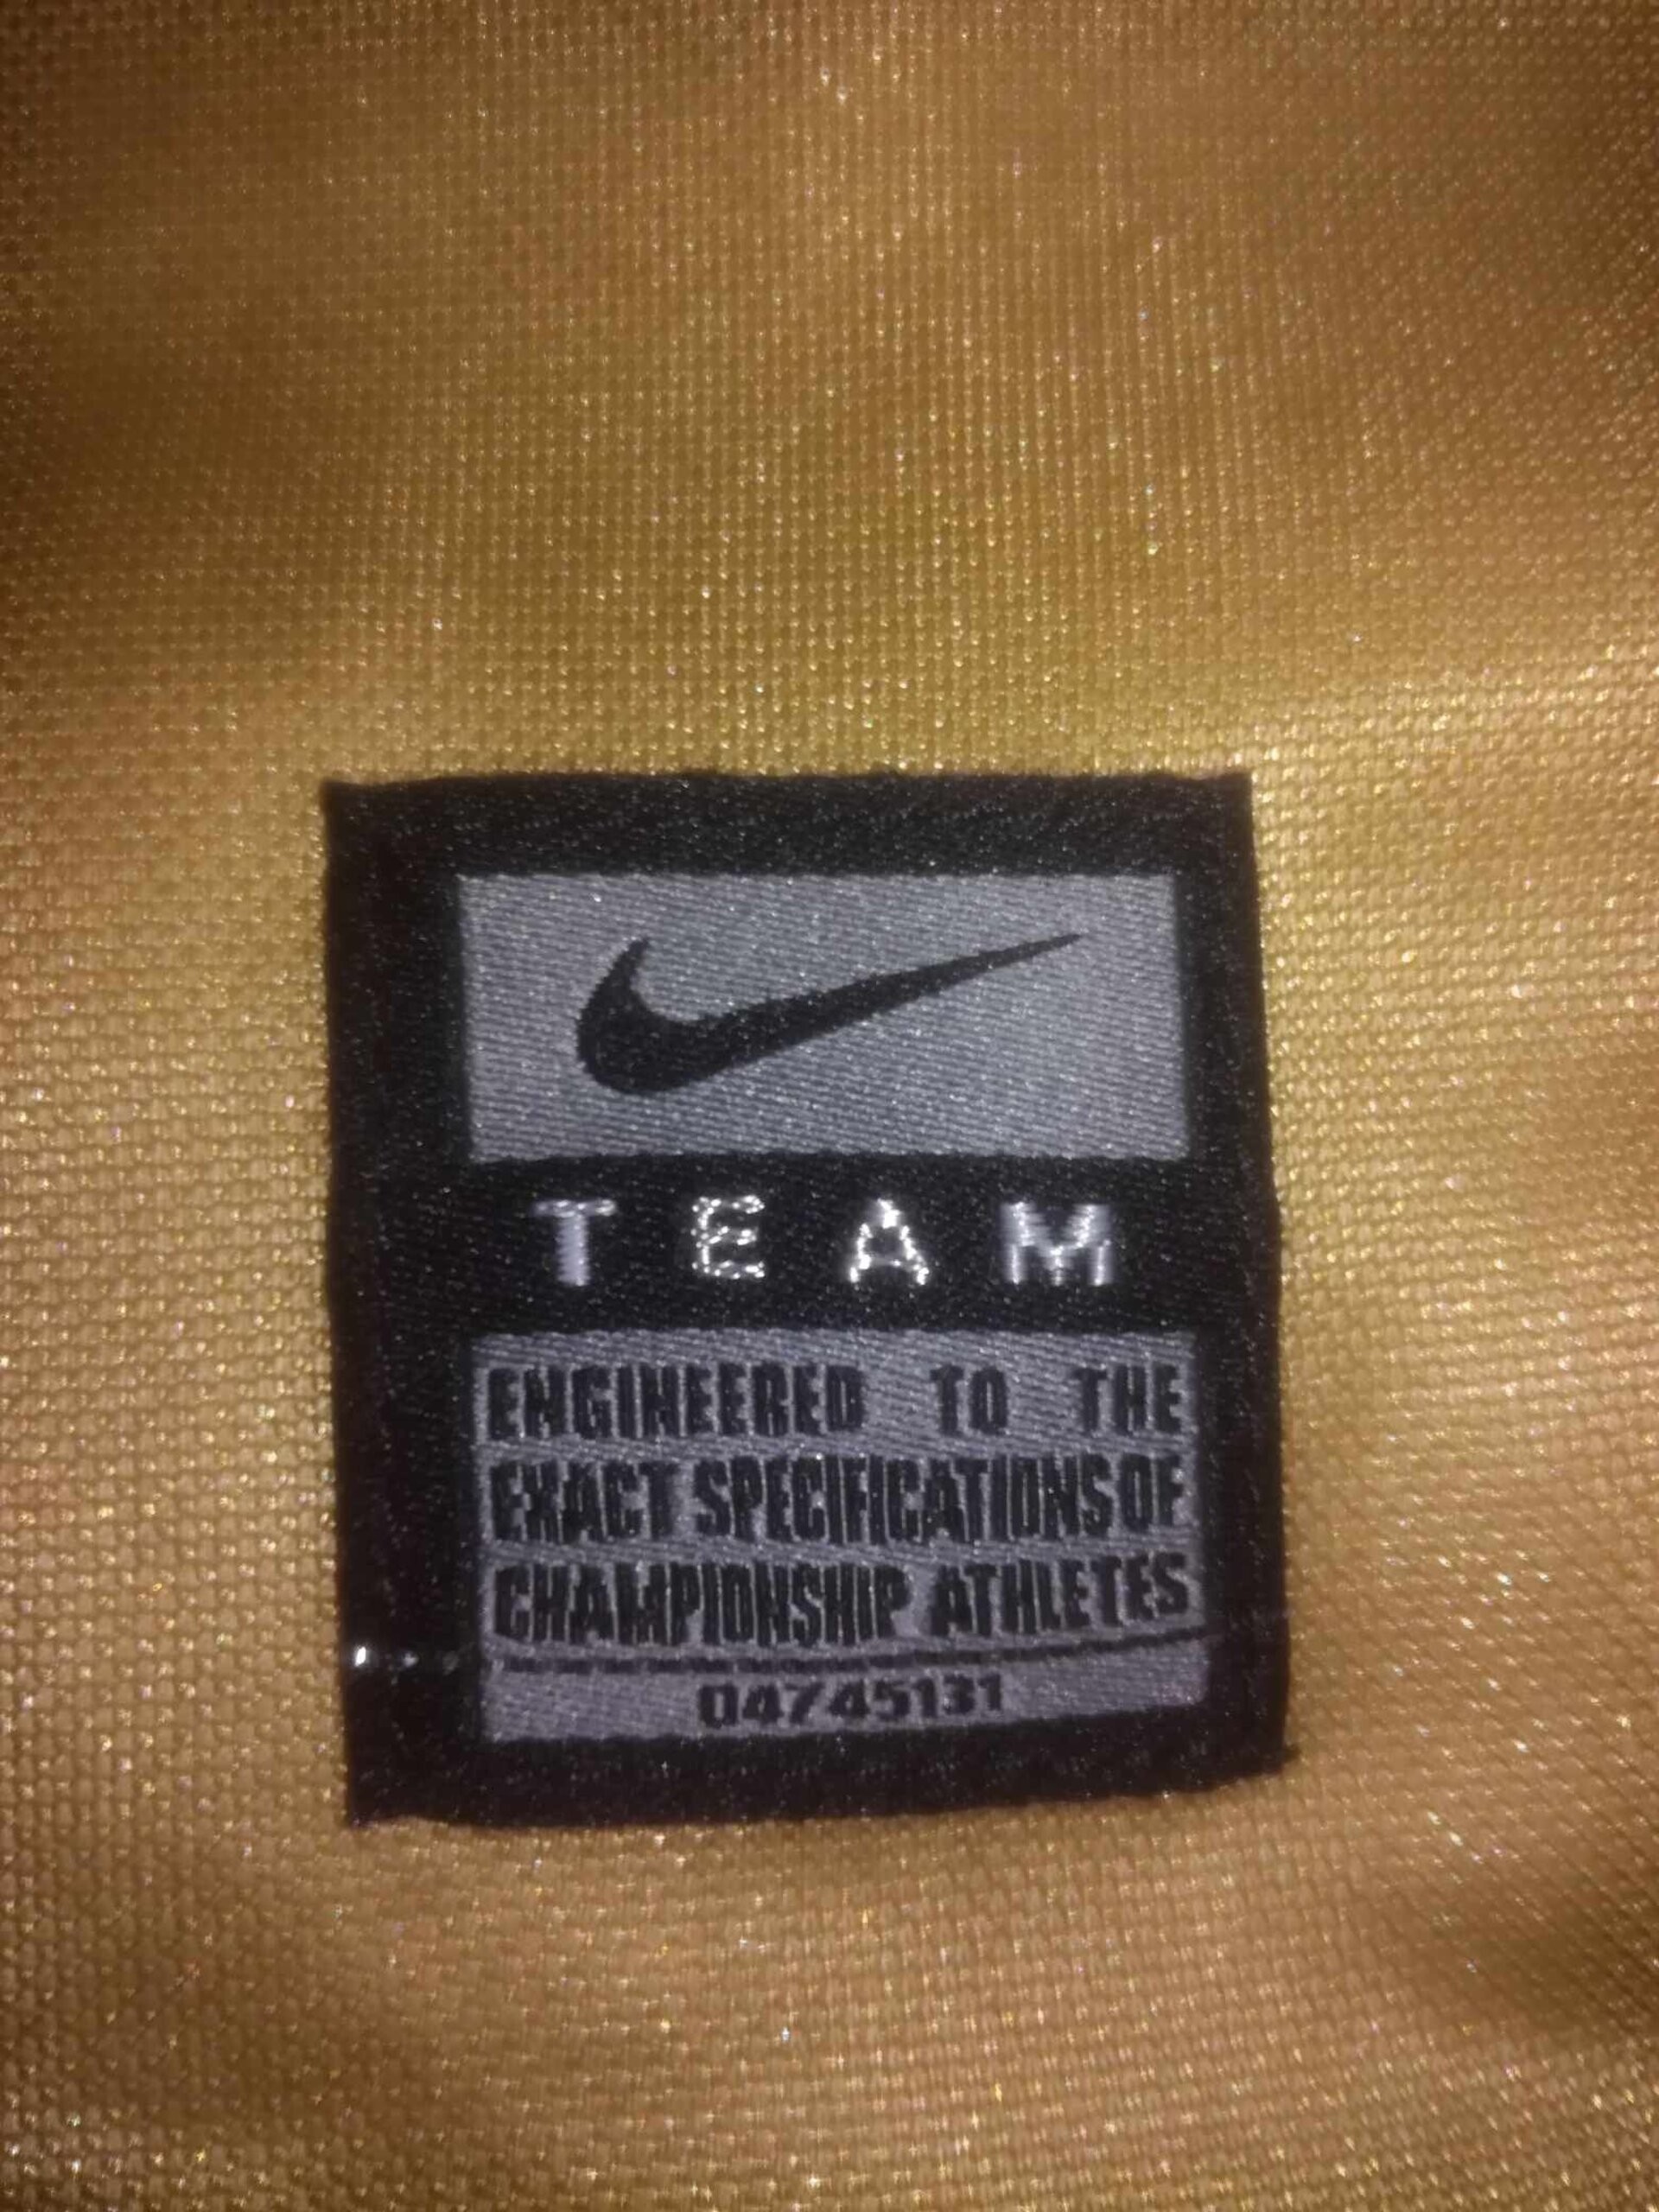 TEAM
ENGINEERED TO THE
EXACT SPECIFICATIONS OF
CHAMPIONSHIP ATHLETES
04745131